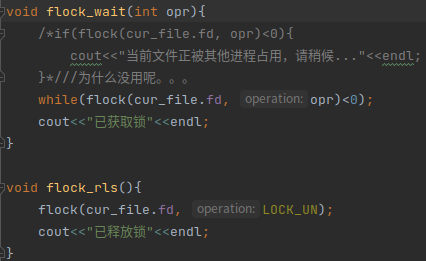 void flock_wait(int opr){
/*if(flock(cur_file.fd, opr)<0){
cout<<"当前文件正被其他进程占用，请稍候..."<<endl;
}*///为什么没用呢。。。
while(flock(cur_file.fd, operation: opr)<0);
cout<<"已获取锁"<<endl;
}
void flock_rls(){
flock(cur_file.fd, operation: LOCK_UN);
cout<<"已释放锁"<<endl;
}